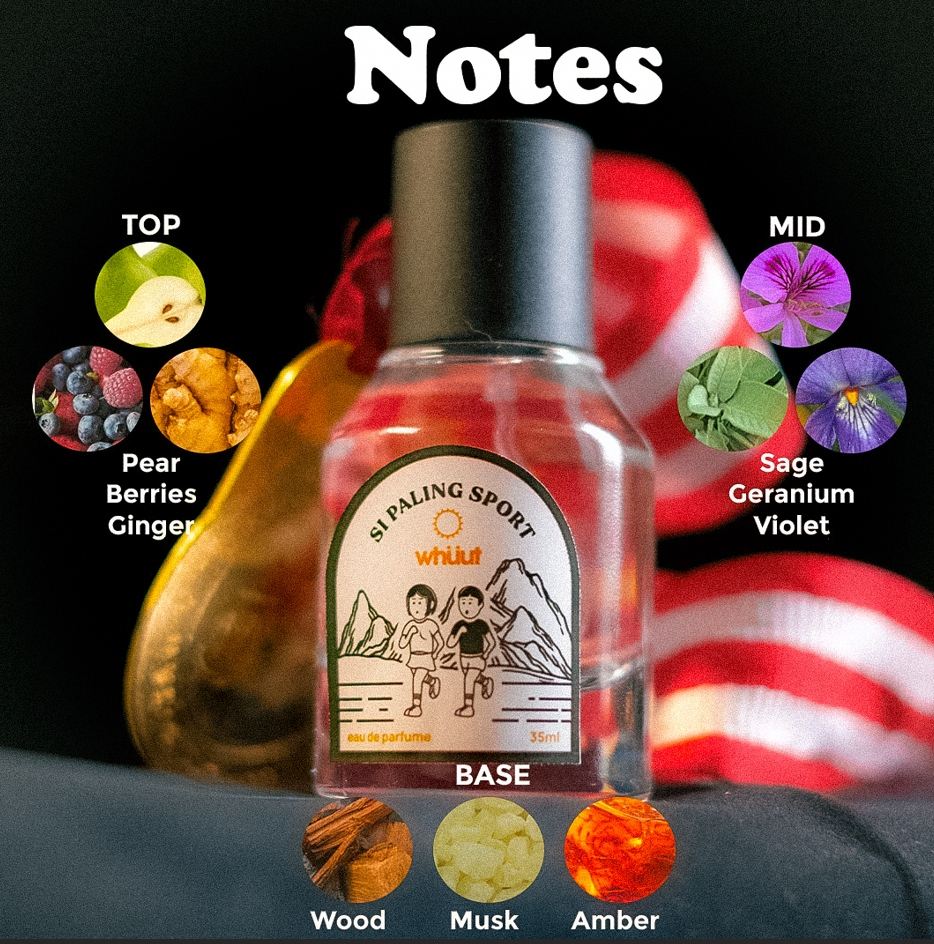 Notes
TOP
Pear
Berries
Ginger
MID
Sage
Geranium
Violet
SI PALING SPORT
whüut
eau de parfume
35ml
BASE
Wood
Musk
Amber